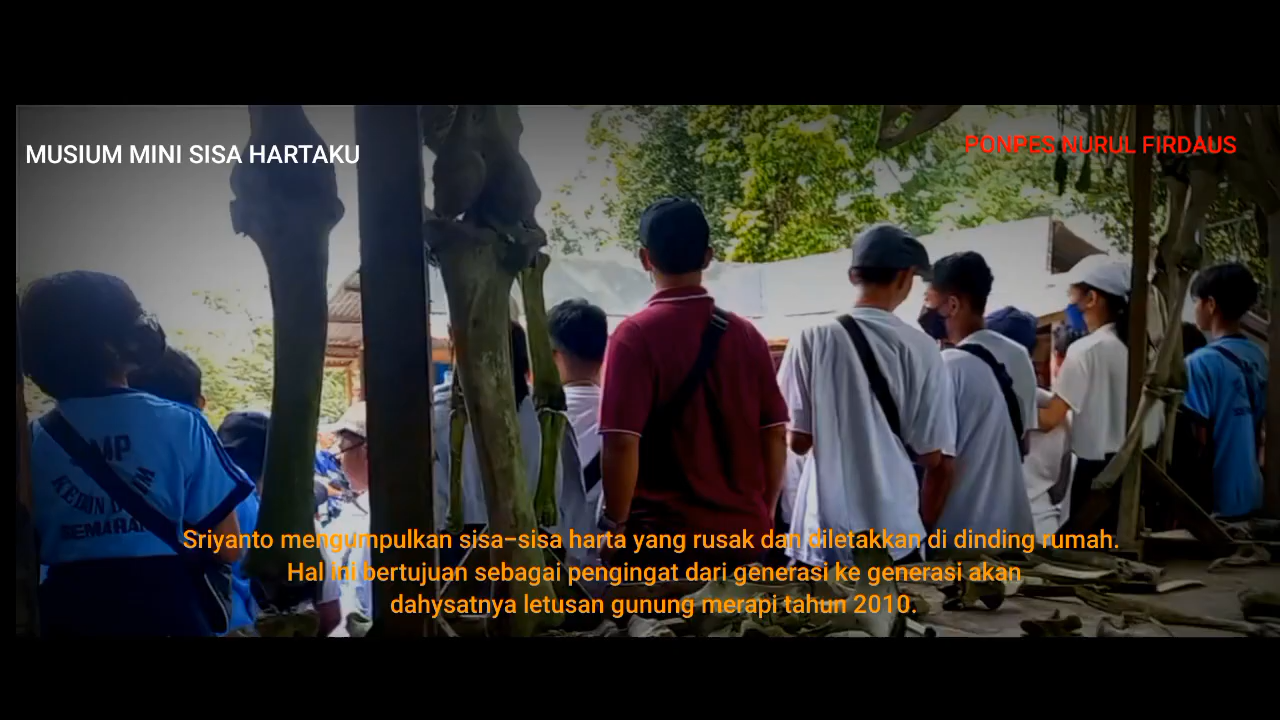 MUSIUM MINI SISA HARTAKU
PONPES NURUL FIRDAUS
SEMARAN
Sriyanto mengumpulkan sisa-sisa harta yang rusak dan diletakkan di dinding rumah.
Hal ini bertujuan sebagai pengingat dari generasi ke generasi akan
dahysatnya letusan gunung merapi tahun 2010.